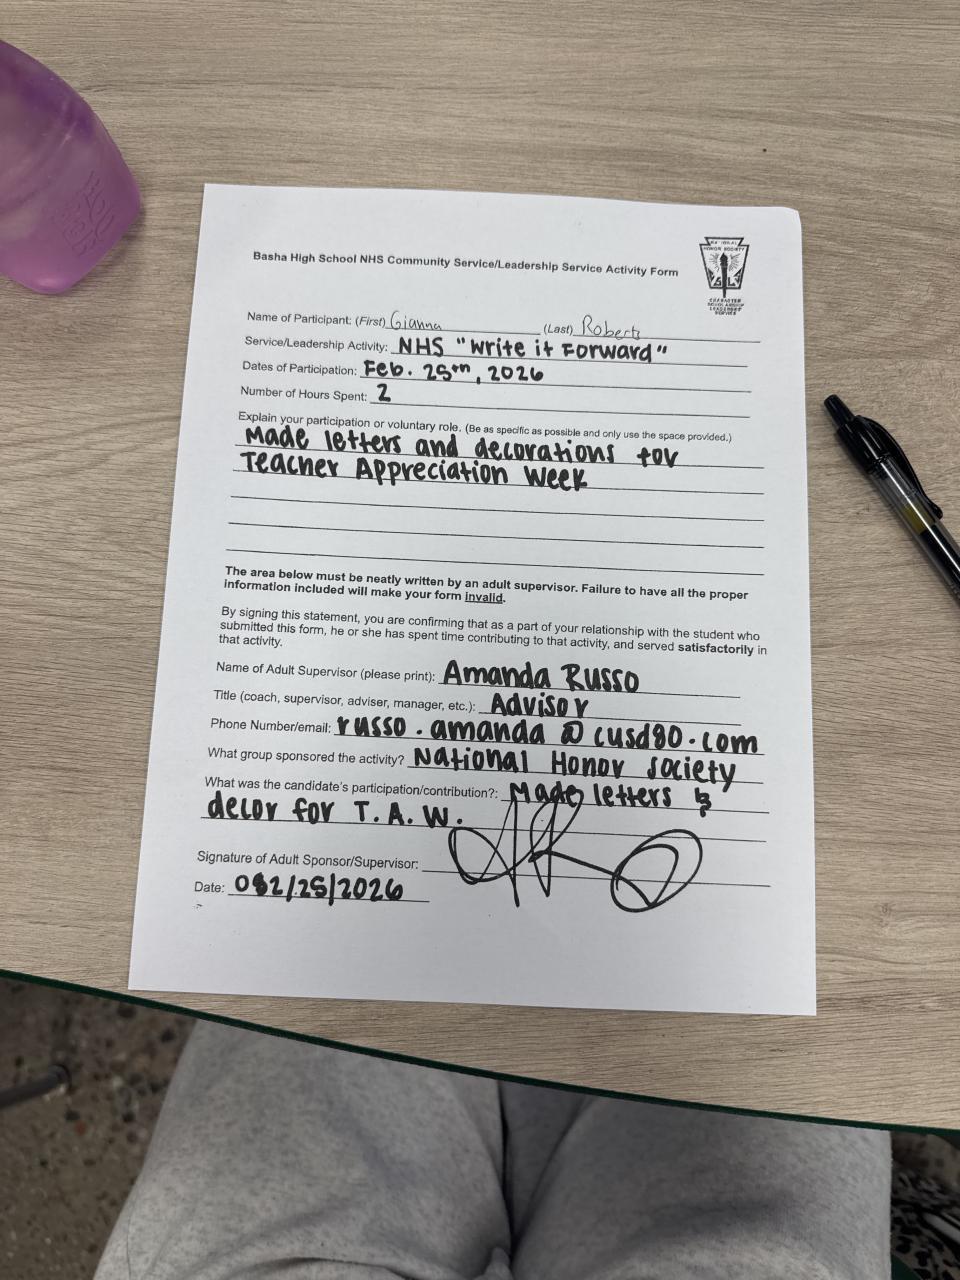 NATIONAL
HONOR SOCIETY
CHARACTER
SCHOLARSHIP
LEADERSHIP
SERVICE
Basha High School NHS Community Service/Leadership Service Activity Form
Name of Participant: (First) Gianna (Last) Roberts
Service/Leadership Activity: NHS "Write it Forward"
Dates of Participation: Feb. 25th, 2026
Number of Hours Spent: 2
Explain your participation or voluntary role. (Be as specific as possible and only use the space provided.)
Made letters and decorations for
Teacher Appreciation Week
The area below must be neatly written by an adult supervisor. Failure to have all the proper
information included will make your form invalid.
By signing this statement, you are confirming that as a part of your relationship with the student who
submitted this form, he or she has spent time contributing to that activity, and served satisfactorily in
that activity.
Name of Adult Supervisor (please print): Amanda Russo
Title (coach, supervisor, adviser, manager, etc.): Advisor
Phone Number/email: russo.amanda@cusd80.com
What group sponsored the activity? National Honor Society
What was the candidate's participation/contribution?: Made letters &
decor for T.A.W.
Signature of Adult Sponsor/Supervisor:
Date: 02/25/2026